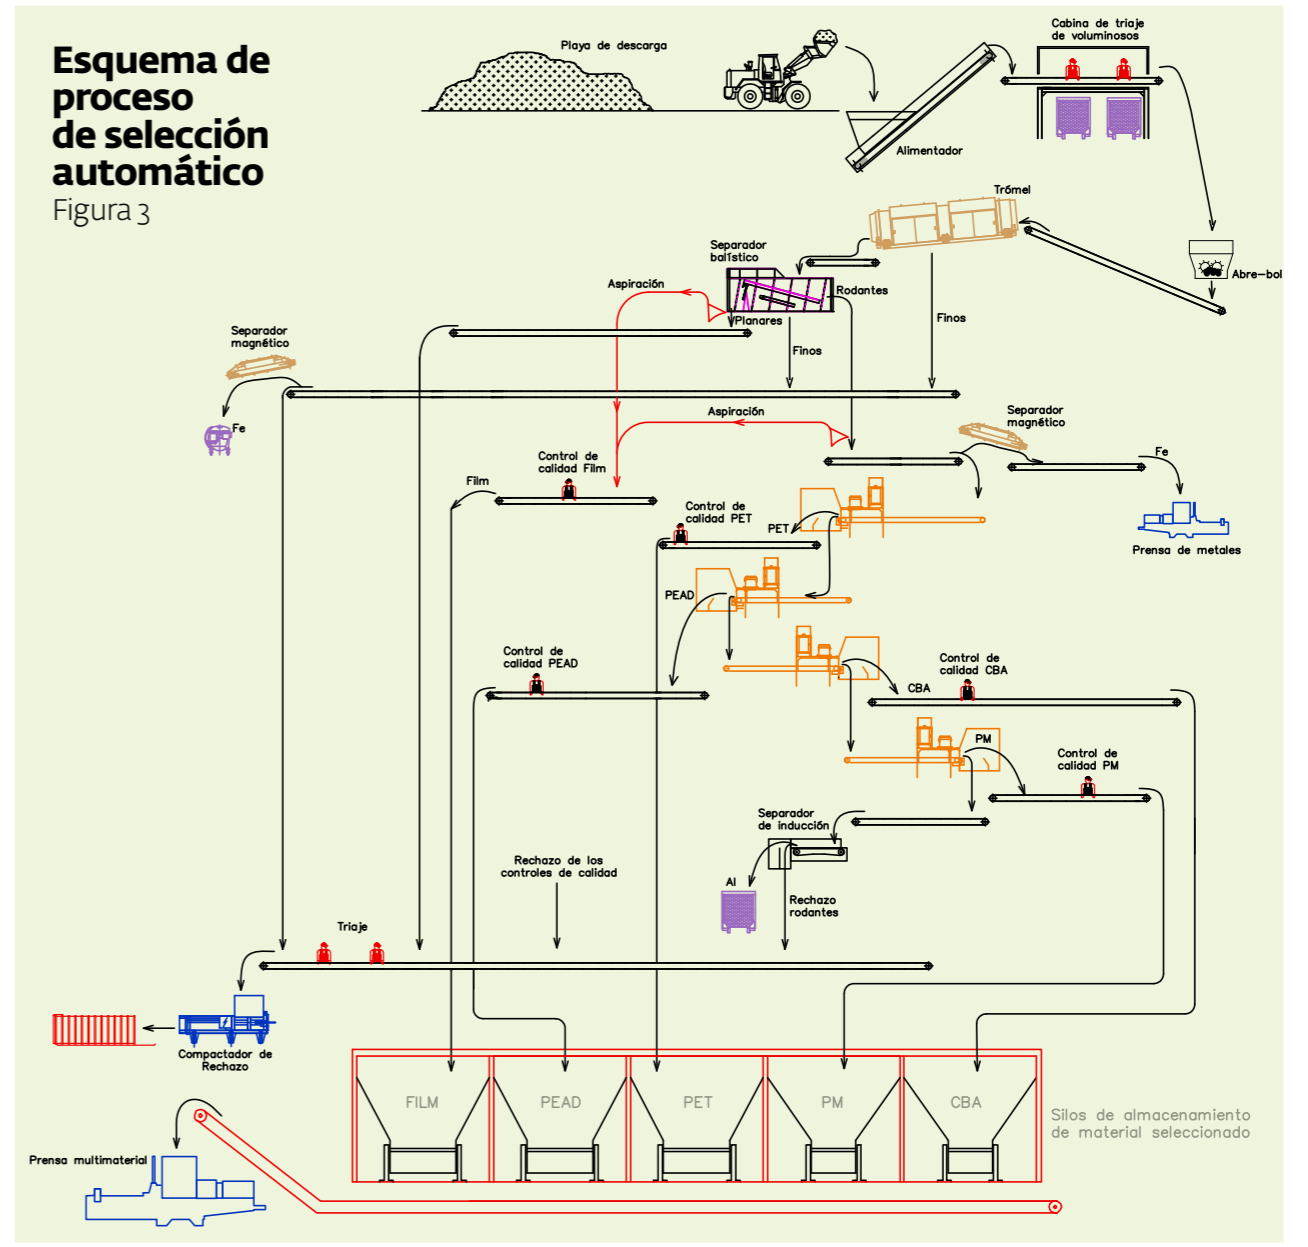 Esquema de
proceso
de selección
automático
Figura 3
Playa de descarga
Cabina de triaje
de voluminosos
Alimentador
Trómel
Abre-bol
Separador
balístico
Rodantes
Aspiración
Planares
Finos
Finos
Separador
magnético
Fe
Aspiración
Separador
magnético
Fe
Prensa de metales
Control de
calidad Film
Film
Control de
calidad PET
PET
PEAD
Control de
calidad PEAD
Control de
calidad CBA
CBA
PM
Control de
calidad PM
Separador
de inducción
Al
Rechazo
rodantes
Rechazo de los
controles de calidad
Triaje
Compactador de
Rechazo
FILM
PEAD
PET
PM
CBA
Silos de almacenamiento
de material seleccionado
Prensa multimaterial